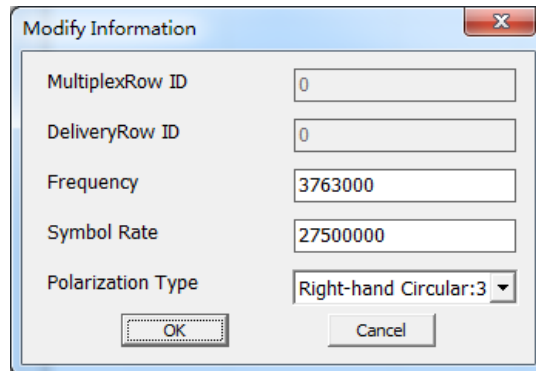 Modify Information
MultiplexRow ID 0
DeliveryRow ID 0
Frequency 3763000
Symbol Rate 27500000
Polarization Type Right-hand Circular:3
OK Cancel